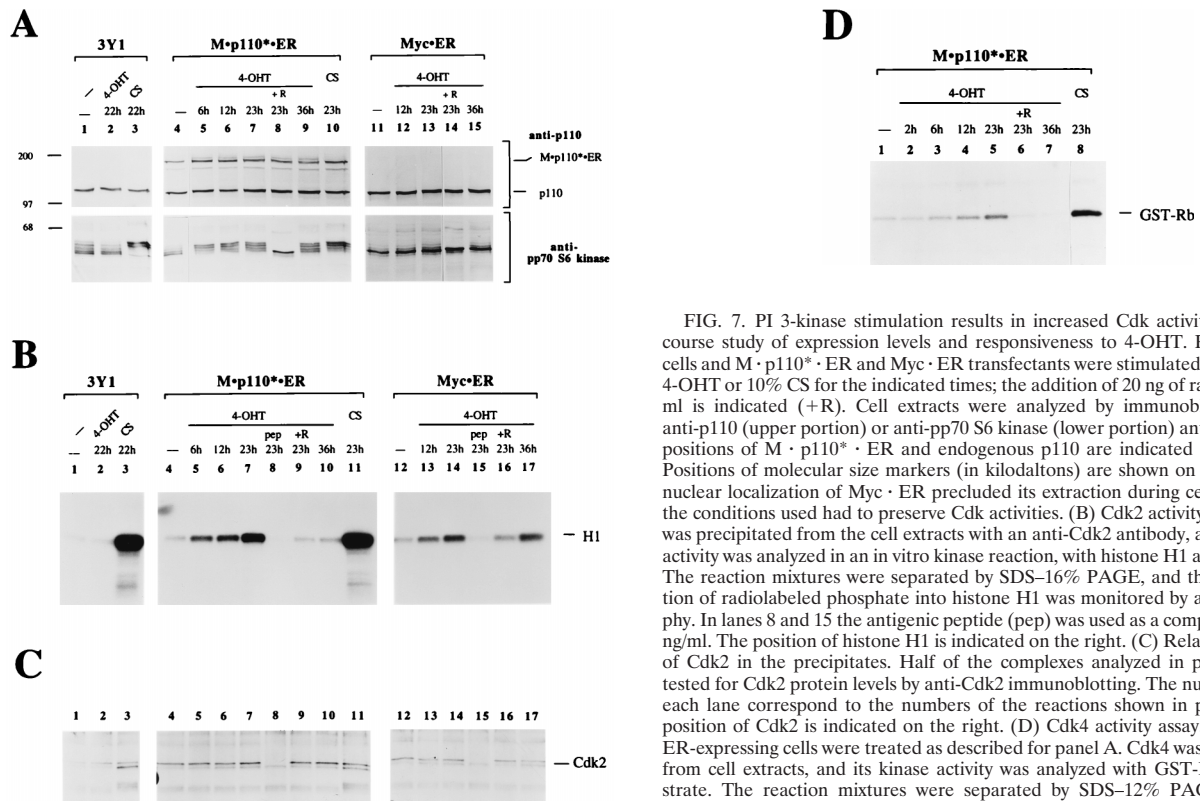 A
3Y1
M•p110*•ER
Myc•ER
4-OHT
+ R
CS
4-OHT
+ R
— 4-OHT CS
— 22h 22h
— 6h 12h 23h 23h 36h 23h
— 12h 23h 23h 36h
1 2 3
4 5 6 7 8 9 10
11 12 13 14 15
anti-p110
200
M•p110*•ER
p110
97
68
anti-
pp70 S6 kinase
B
3Y1
M•p110*•ER
Myc•ER
4-OHT
pep +R
CS
4-OHT
pep +R
— 4-OHT CS
— 22h 22h
— 6h 12h 23h 23h 23h 36h 23h
— 12h 23h 23h 23h 36h
1 2 3
4 5 6 7 8 9 10 11
12 13 14 15 16 17
H1
C
1 2 3
4 5 6 7 8 9 10 11
12 13 14 15 16 17
Cdk2
D
M•p110*•ER
4-OHT
+R
CS
— 2h 6h 12h 23h 23h 36h 23h
1 2 3 4 5 6 7 8
GST-Rb
FIG. 7. PI 3-kinase stimulation results in increased Cdk activit
course study of expression levels and responsiveness to 4-OHT.
cells and M · p110* · ER and Myc · ER transfectants were stimulated
4-OHT or 10% CS for the indicated times; the addition of 20 ng of ra
ml is indicated (+R). Cell extracts were analyzed by immunob
anti-p110 (upper portion) or anti-pp70 S6 kinase (lower portion) ant
positions of M · p110* · ER and endogenous p110 are indicated
Positions of molecular size markers (in kilodaltons) are shown on
nuclear localization of Myc · ER precluded its extraction during ce
the conditions used had to preserve Cdk activities. (B) Cdk2 activity
was precipitated from the cell extracts with an anti-Cdk2 antibody, a
activity was analyzed in an in vitro kinase reaction, with histone H1 a
The reaction mixtures were separated by SDS–16% PAGE, and th
tion of radiolabeled phosphate into histone H1 was monitored by a
phy. In lanes 8 and 15 the antigenic peptide (pep) was used as a comp
ng/ml. The position of histone H1 is indicated on the right. (C) Rela
of Cdk2 in the precipitates. Half of the complexes analyzed in p
tested for Cdk2 protein levels by anti-Cdk2 immunoblotting. The nu
each lane correspond to the numbers of the reactions shown in p
position of Cdk2 is indicated on the right. (D) Cdk4 activity assay
ER-expressing cells were treated as described for panel A. Cdk4 was
from cell extracts, and its kinase activity was analyzed with GST-
strate. The reaction mixtures were separated by SDS–12% PAG